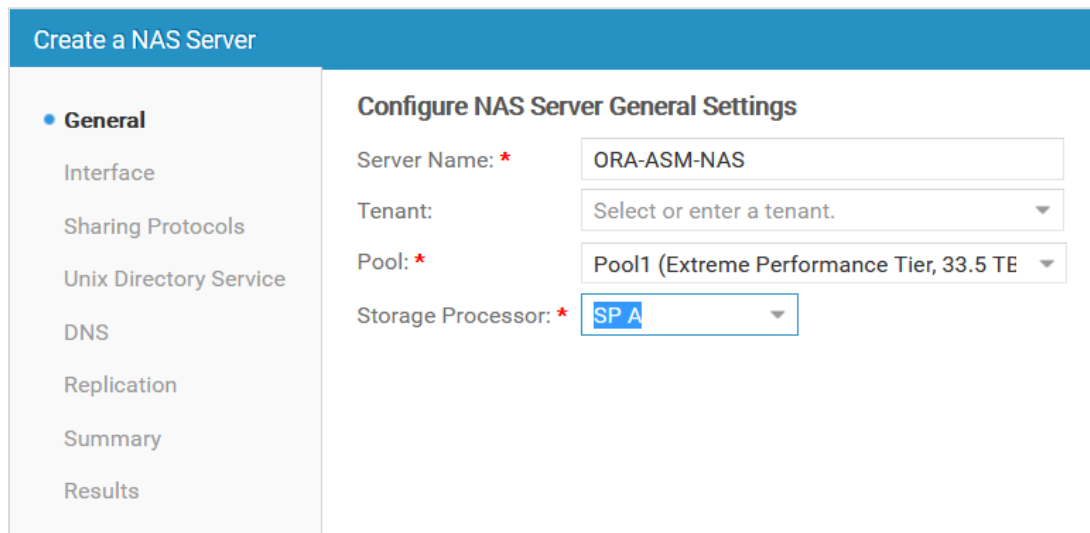 Create a NAS Server
General
Interface
Sharing Protocols
Unix Directory Service
DNS
Replication
Summary
Results
Configure NAS Server General Settings
Server Name: * ORA-ASM-NAS
Tenant: Select or enter a tenant.
Pool: * Pool1 (Extreme Performance Tier, 33.5 TE
Storage Processor: * SP A